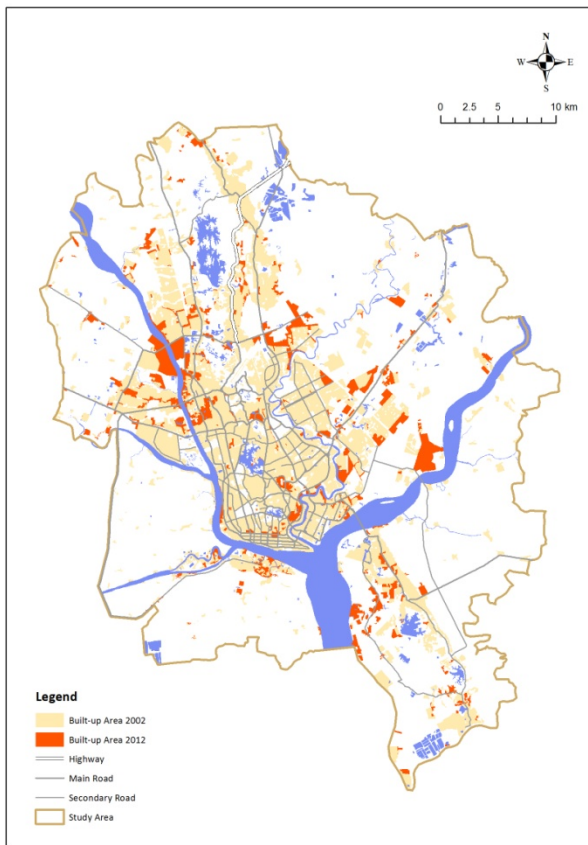 N
W E
S
0 2.5 5 10 km
Legend
Built-up Area 2002
Built-up Area 2012
Highway
Main Road
Secondary Road
Study Area